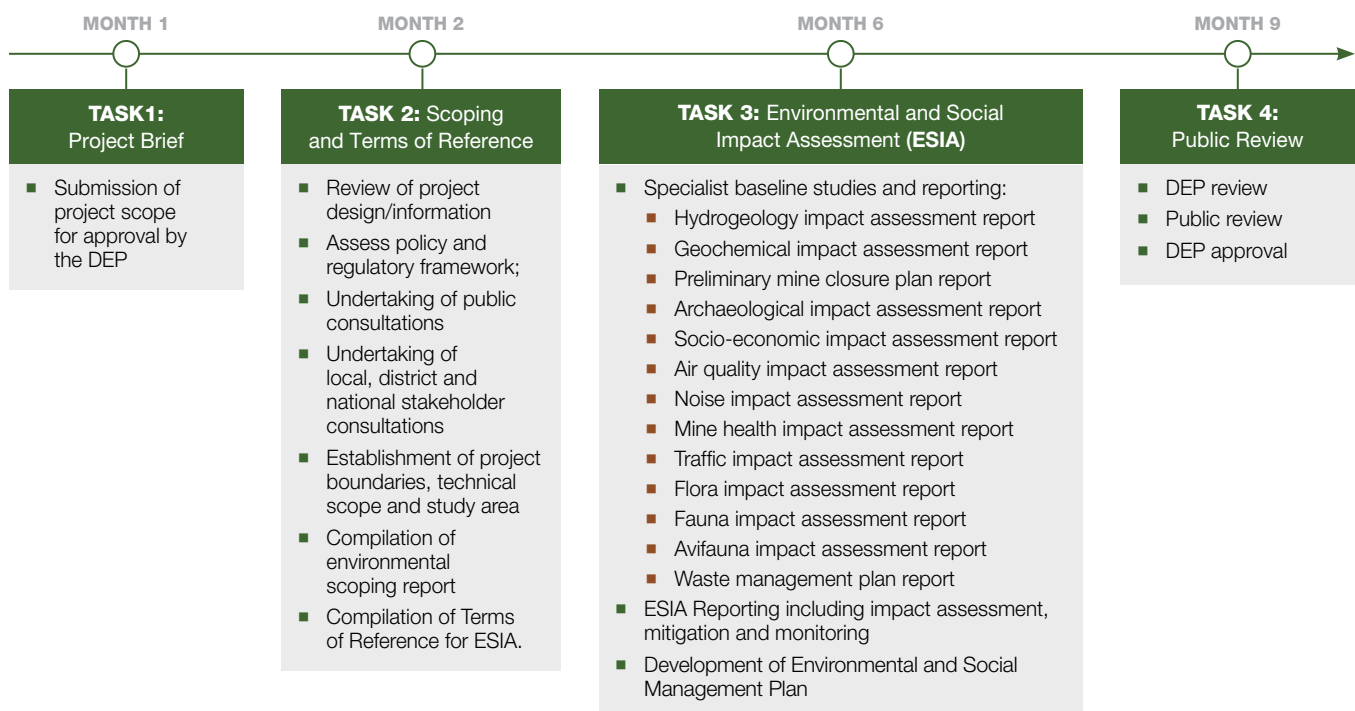 MONTH 1
MONTH 2
MONTH 6
MONTH 9
TASK1:
Project Brief
Submission of
project scope
for approval by
the DEP
TASK 2: Scoping
and Terms of Reference
Review of project
design/information
Assess policy and
regulatory framework;
Undertaking of public
consultations
Undertaking of
local, district and
national stakeholder
consultations
Establishment of project
boundaries, technical
scope and study area
Compilation of
environmental
scoping report
Compilation of Terms
of Reference for ESIA.
TASK 3: Environmental and Social
Impact Assessment (ESIA)
Specialist baseline studies and reporting:
Hydrogeology impact assessment report
Geochemical impact assessment report
Preliminary mine closure plan report
Archaeological impact assessment report
Socio-economic impact assessment report
Air quality impact assessment report
Noise impact assessment report
Mine health impact assessment report
Traffic impact assessment report
Flora impact assessment report
Fauna impact assessment report
Avifauna impact assessment report
Waste management plan report
ESIA Reporting including impact assessment,
mitigation and monitoring
Development of Environmental and Social
Management Plan
TASK 4:
Public Review
DEP review
Public review
DEP approval